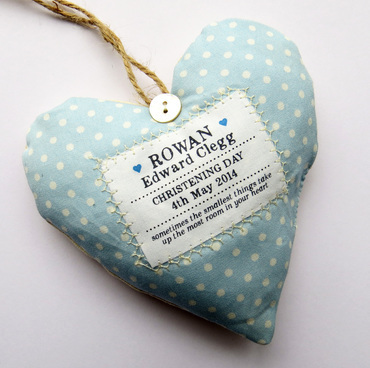 ROWAN
Edward Clegg
CHRISTENING DAY
4th May 2014
sometimes the smallest things take
up the most room in your heart